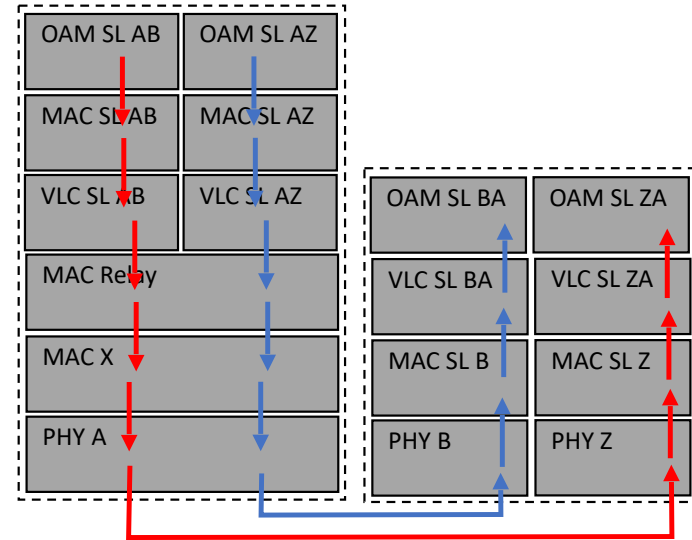 OAM SL AB
OAM SL AZ
MAC SL AB
MAC SL AZ
VLC SL AB
VLC SL AZ
MAC Relay
MAC X
PHY A
OAM SL BA
OAM SL ZA
VLC SL BA
VLC SL ZA
MAC SL B
MAC SL Z
PHY B
PHY Z